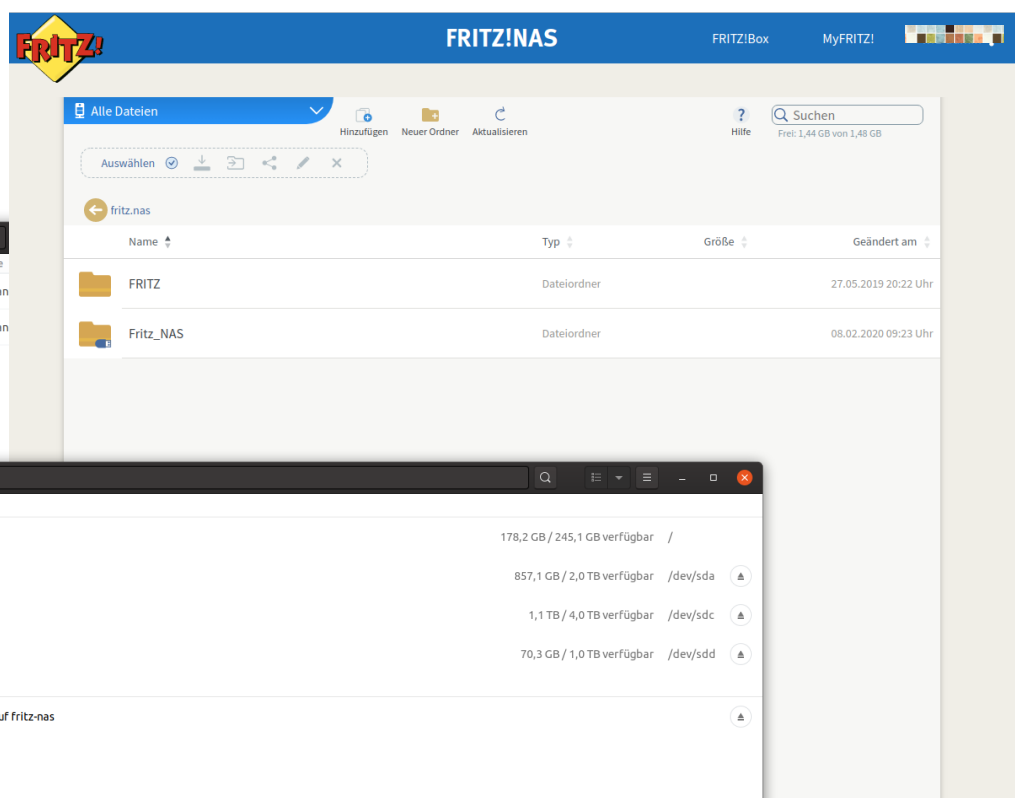 FRITZ!
FRITZ!NAS
FRITZ!Box
MyFRITZ!
Alle Dateien
Hinzufügen
Neuer Ordner
Aktualisieren
?
Hilfe
Suchen
Frei: 1,44 GB von 1,48 GB
Auswählen
fritz.nas
Name
Typ
Größe
Geändert am
FRITZ
Dateiordner
27.05.2019 20:22 Uhr
Fritz_NAS
Dateiordner
08.02.2020 09:23 Uhr
178,2 GB / 245,1 GB verfügbar /
857,1 GB / 2,0 TB verfügbar /dev/sda
1,1 TB / 4,0 TB verfügbar /dev/sdc
70,3 GB / 1,0 TB verfügbar /dev/sdd
uf fritz-nas